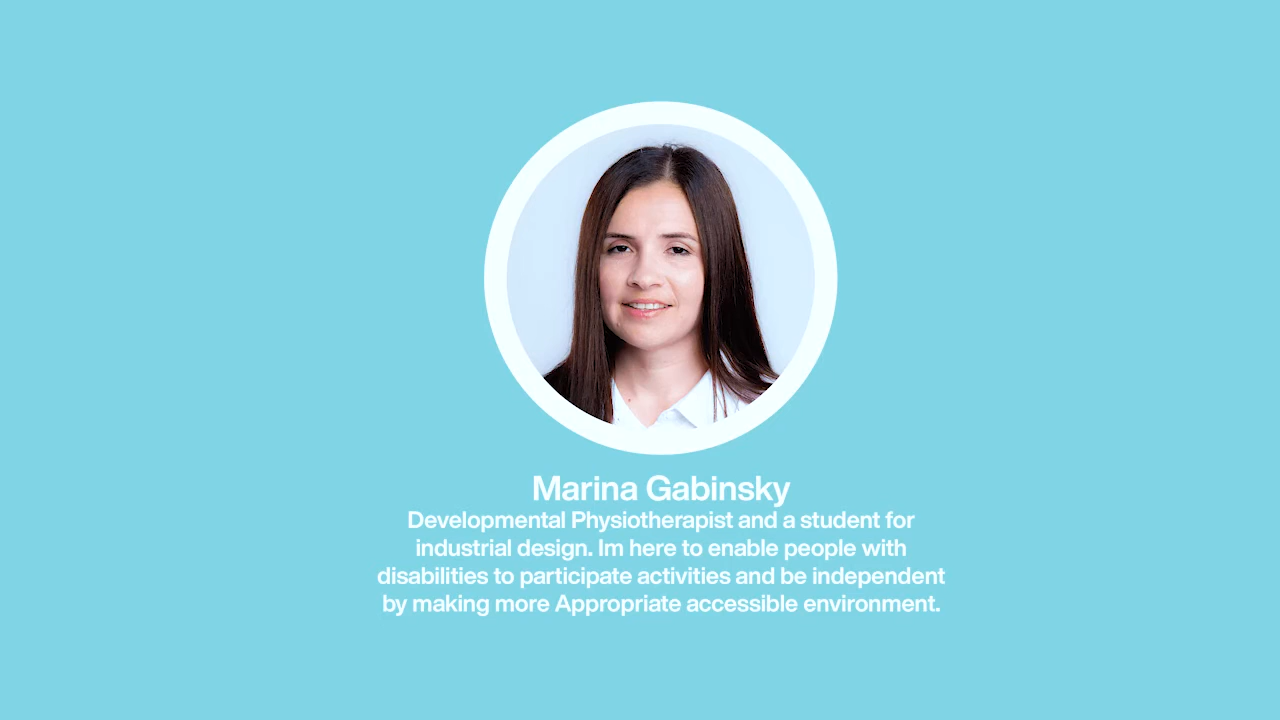 Marina Gabinsky
Developmental Physiotherapist and a student for
industrial design. Im here to enable people with
disabilities to participate activities and be independent
by making more Appropriate accessible environment.